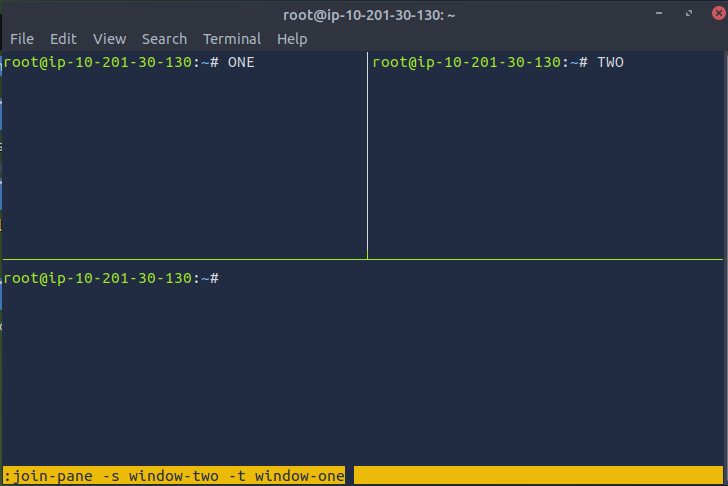 root@ip-10-201-30-130: ~
File Edit View Search Terminal Help
root@ip-10-201-30-130:~# ONE
root@ip-10-201-30-130:~# TWO
root@ip-10-201-30-130:~#
:join-pane -s window-two -t window-one